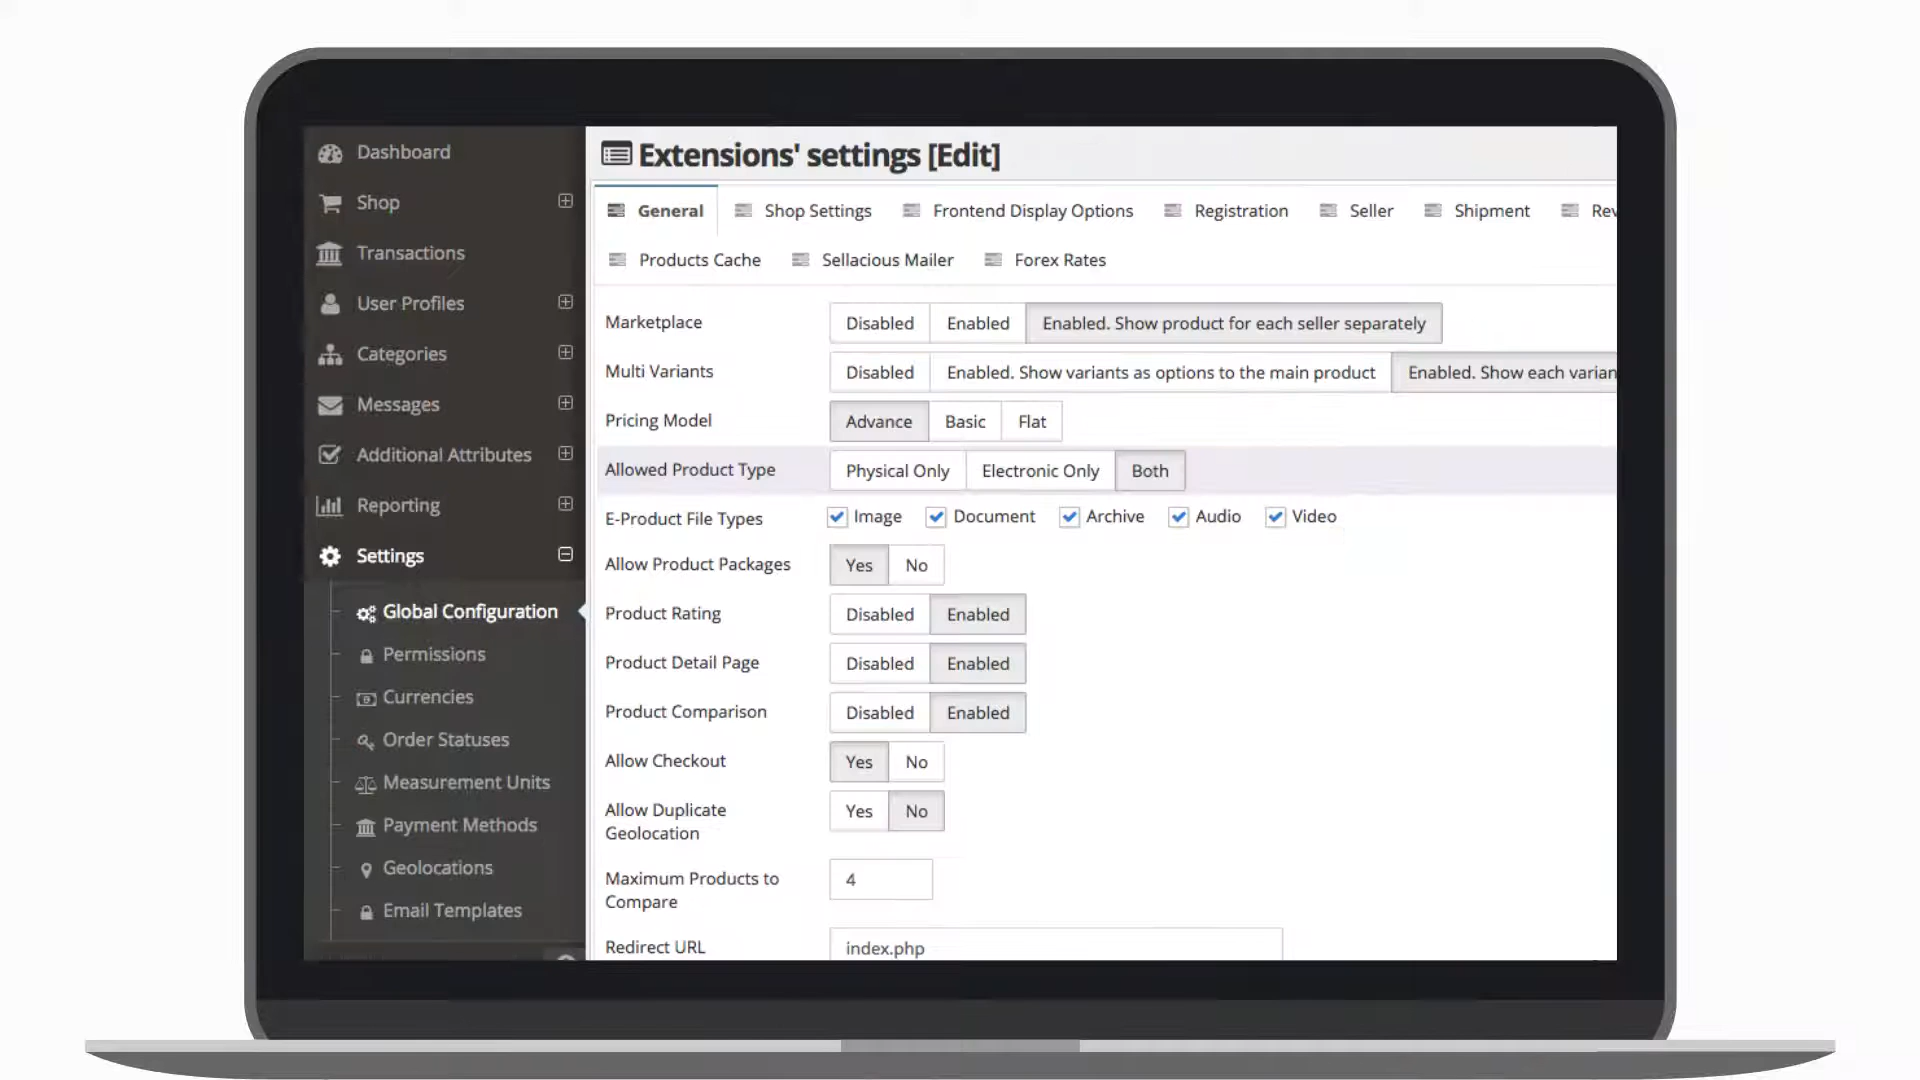 Dashboard
Shop
Transactions
User Profiles
Categories
Messages
Additional Attributes
Reporting
Settings
Global Configuration
Permissions
Currencies
Order Statuses
Measurement Units
Payment Methods
Geolocations
Email Templates
Extensions' settings [Edit]
General Shop Settings Frontend Display Options Registration Seller Shipment
Products Cache Sellacious Mailer Forex Rates
Marketplace Disabled Enabled Enabled. Show product for each seller separately
Multi Variants Disabled Enabled. Show variants as options to the main product Enabled. Show each varian
Pricing Model Advance Basic Flat
Allowed Product Type Physical Only Electronic Only Both
E-Product File Types Image Document Archive Audio Video
Allow Product Packages Yes No
Product Rating Disabled Enabled
Product Detail Page Disabled Enabled
Product Comparison Disabled Enabled
Allow Checkout Yes No
Allow Duplicate Yes No
Geolocation
Maximum Products to 4
Compare
Redirect URL index.php